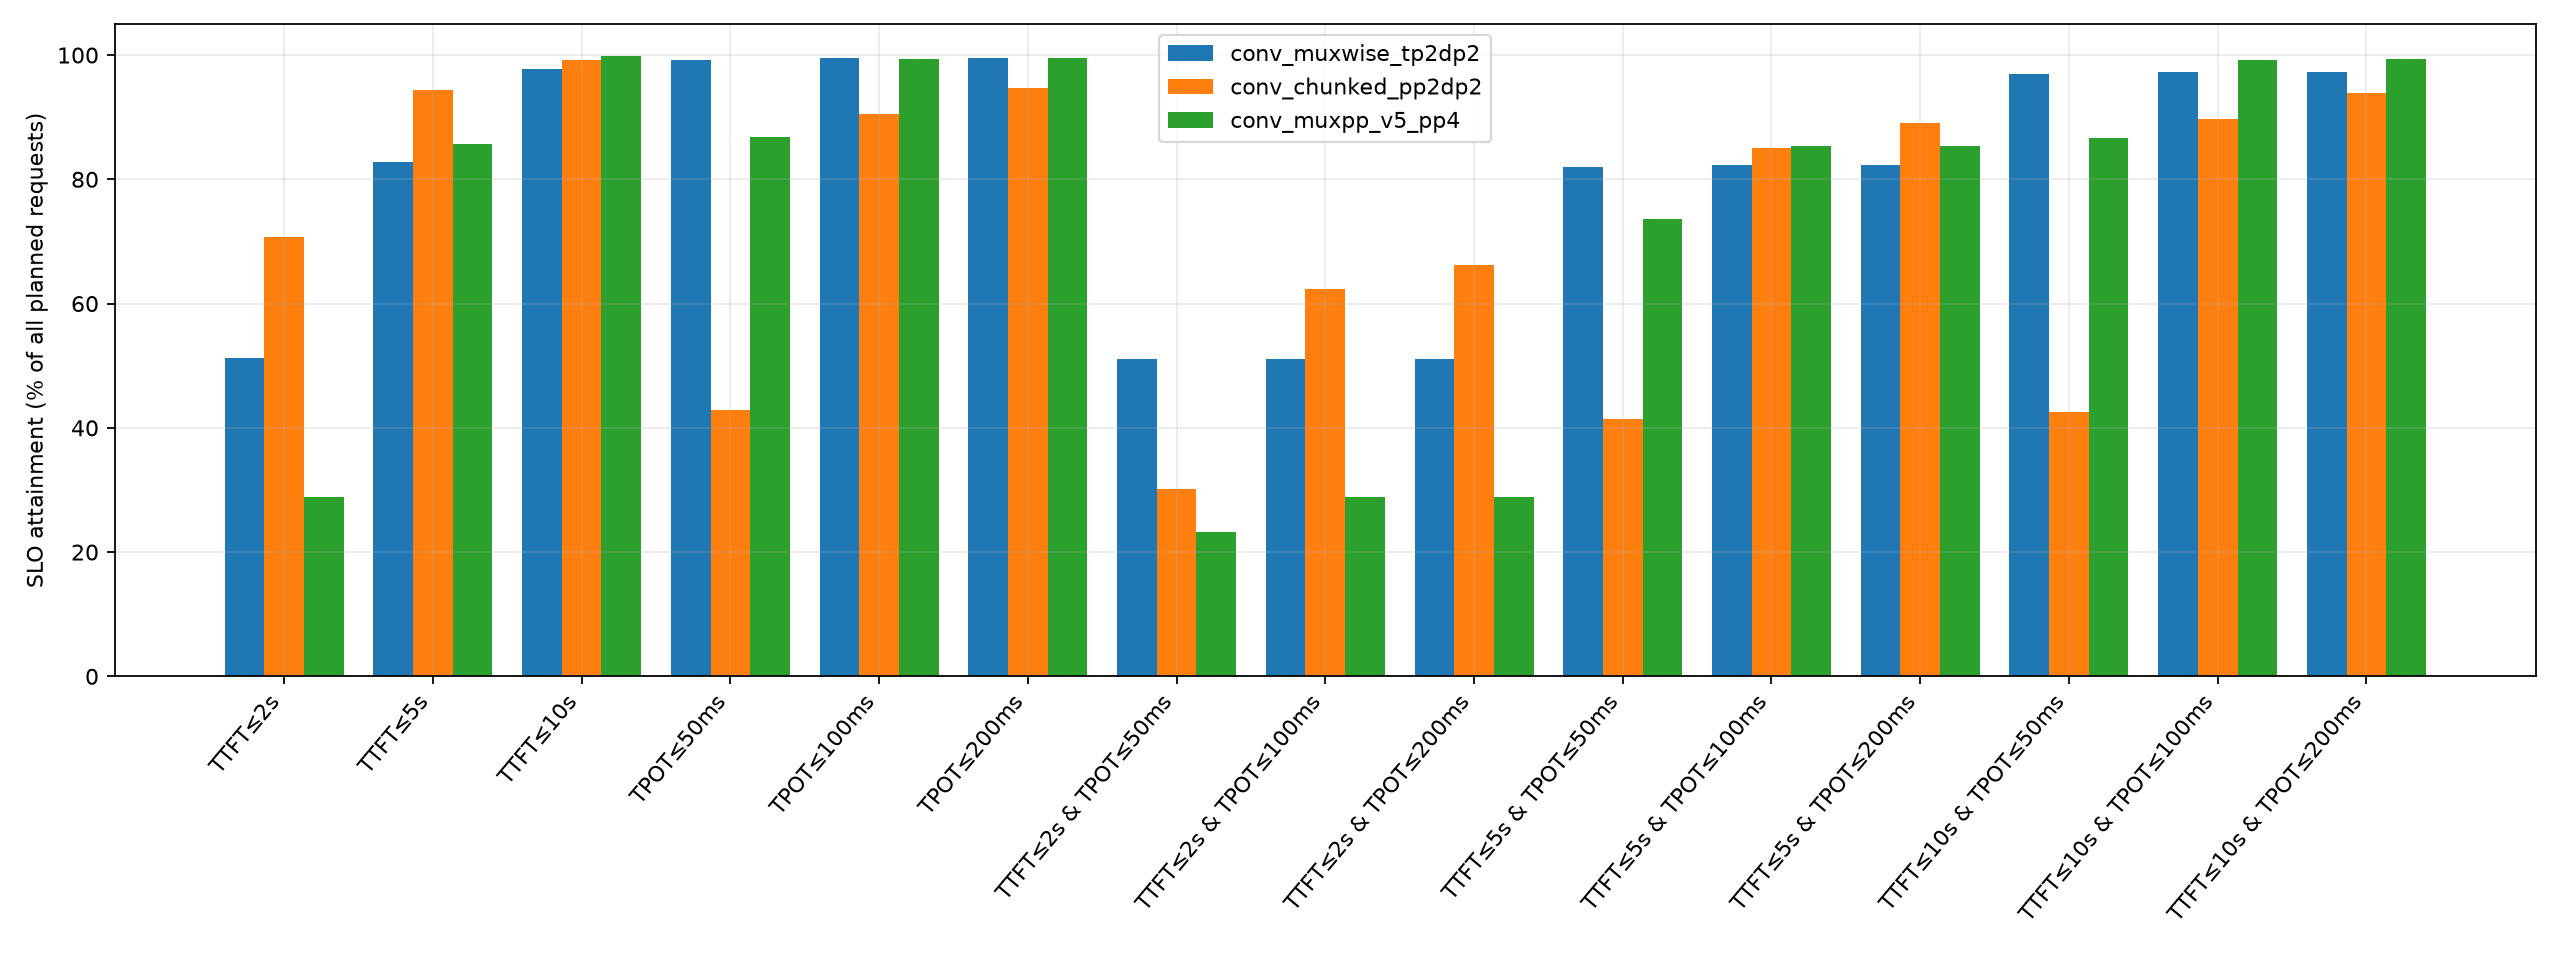 SLO attainment (% of all planned requests)
100
80
60
40
20
0
conv_muxwise_tp2dp2
conv_chunked_pp2dp2
conv_muxpp_v5_pp4
TTFT≤2s
TTFT≤5s
TTFT≤10s
TPOT≤50ms
TPOT≤100ms
TPOT≤200ms
TTFT≤2s & TPOT≤50ms
TTFT≤2s & TPOT≤100ms
TTFT≤2s & TPOT≤200ms
TTFT≤5s & TPOT≤50ms
TTFT≤5s & TPOT≤100ms
TTFT≤5s & TPOT≤200ms
TTFT≤10s & TPOT≤50ms
TTFT≤10s & TPOT≤100ms
TTFT≤10s & TPOT≤200ms